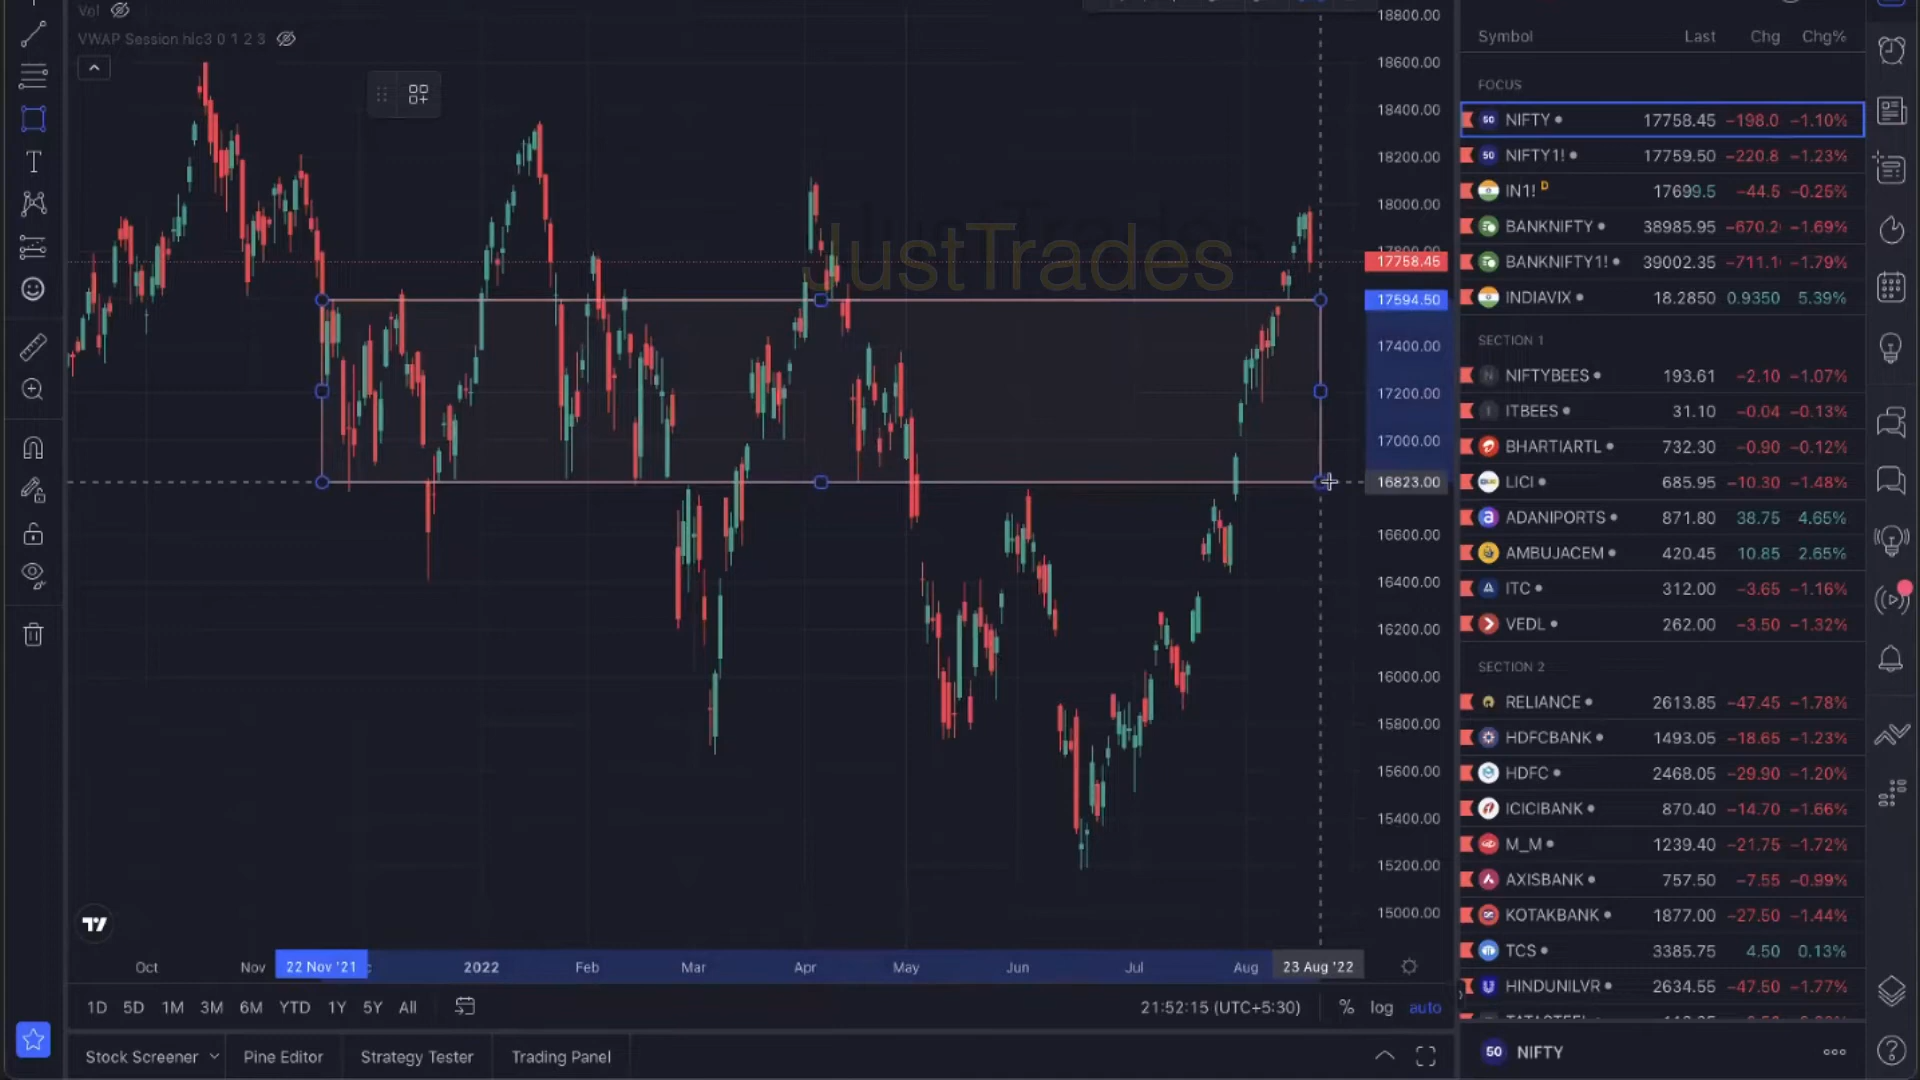 Vol
VWAP Session hlc3 0 1 2 3
JustTrades
18800.00
18600.00
18400.00
18200.00
18000.00
17800.00
17758.45
17594.50
17400.00
17200.00
17000.00
16823.00
16600.00
16400.00
16200.00
16000.00
15800.00
15600.00
15400.00
15200.00
15000.00
Oct Nov 22 Nov '21 2022 Feb Mar Apr May Jun Jul Aug 23 Aug '22
1D 5D 1M 3M 6M YTD 1Y 5Y All 21:52:15 (UTC+5:30) % log auto
Stock Screener Pine Editor Strategy Tester Trading Panel
Symbol Last Chg Chg%
FOCUS
50 NIFTY 17758.45 −198.0 −1.10%
50 NIFTY1! 17759.50 −220.8 −1.23%
IN1! D 17699.5 −44.5 −0.25%
BANKNIFTY 38985.95 −670.2 −1.69%
BANKNIFTY1! 39002.35 −711.1 −1.79%
INDIAVIX 18.2850 0.9350 5.39%
SECTION 1
N NIFTYBEES 193.61 −2.10 −1.07%
I ITBEES 31.10 −0.04 −0.13%
BHARTIARTL 732.30 −0.90 −0.12%
LICI 685.95 −10.30 −1.48%
a ADANIPORTS 871.80 38.75 4.65%
AMBUJACEM 420.45 10.85 2.65%
ITC 312.00 −3.65 −1.16%
VEDL 262.00 −3.50 −1.32%
SECTION 2
RELIANCE 2613.85 −47.45 −1.78%
HDFCBANK 1493.05 −18.65 −1.23%
HDFC 2468.05 −29.90 −1.20%
ICICIBANK 870.40 −14.70 −1.66%
M_M 1239.40 −21.75 −1.72%
AXISBANK 757.50 −7.55 −0.99%
KOTAKBANK 1877.00 −27.50 −1.44%
TCS 3385.75 4.50 0.13%
HINDUNILVR 2634.55 −47.50 −1.77%
50 NIFTY